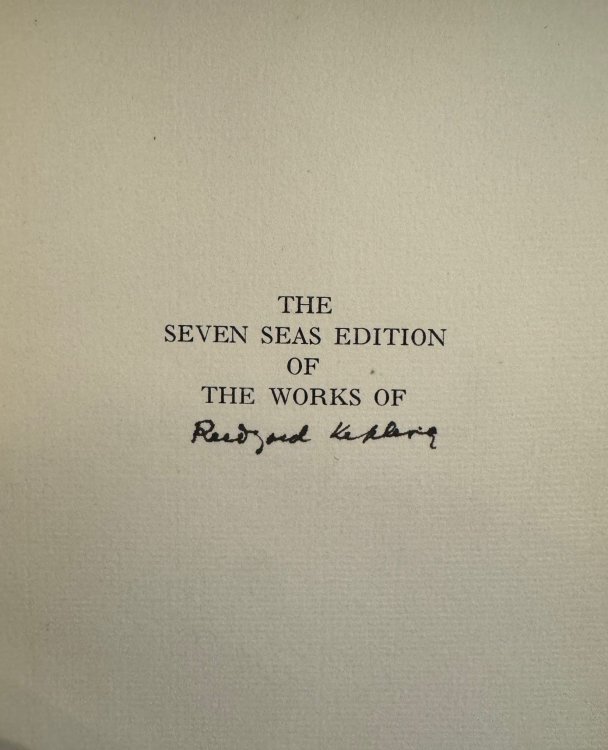 THE
SEVEN SEAS EDITION
OF
THE WORKS OF
Rudyard Kipling